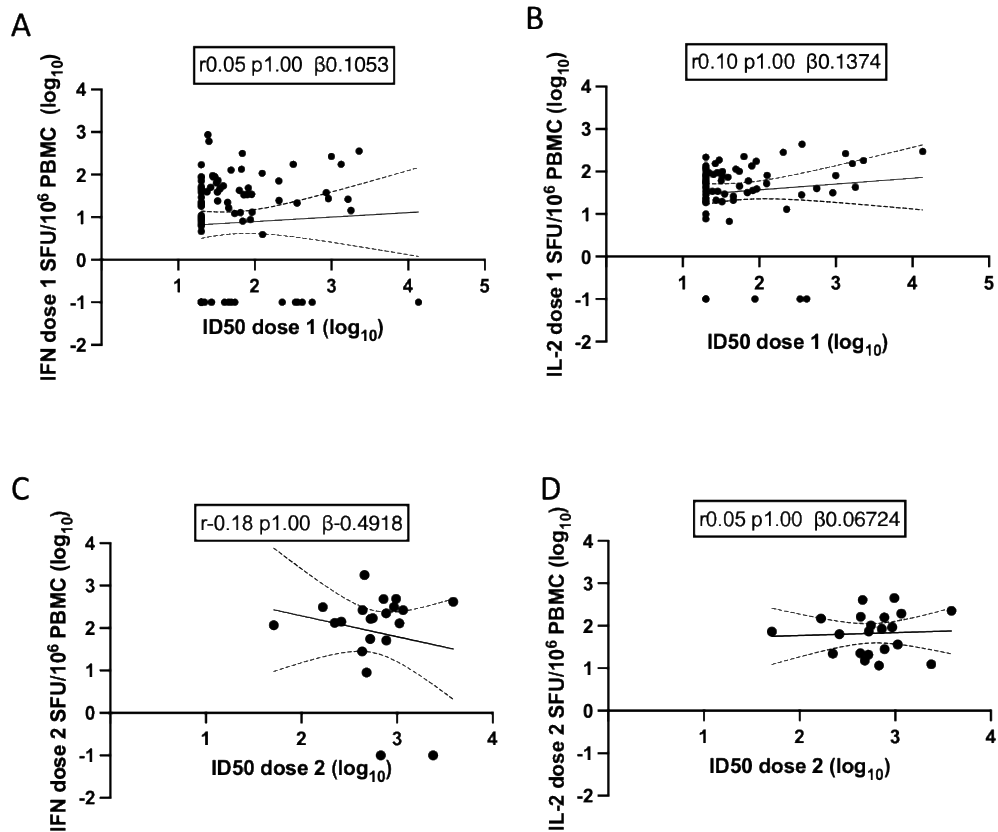 A
r0.05 p1.00 β0.1053
IFN dose 1 SFU/10⁶ PBMC (log₁₀)
4
3
2
1
0
-1
-2
1 2 3 4 5
ID50 dose 1 (log₁₀)
B
r0.10 p1.00 β0.1374
IL-2 dose 1 SFU/10⁶ PBMC (log₁₀)
4
3
2
1
0
-1
-2
1 2 3 4 5
ID50 dose 1 (log₁₀)
C
r-0.18 p1.00 β-0.4918
IFN dose 2 SFU/10⁶ PBMC (log₁₀)
4
3
2
1
0
-1
-2
1 2 3 4
ID50 dose 2 (log₁₀)
D
r0.05 p1.00 β0.06724
IL-2 dose 2 SFU/10⁶ PBMC (log₁₀)
4
3
2
1
0
-1
-2
1 2 3 4
ID50 dose 2 (log₁₀)